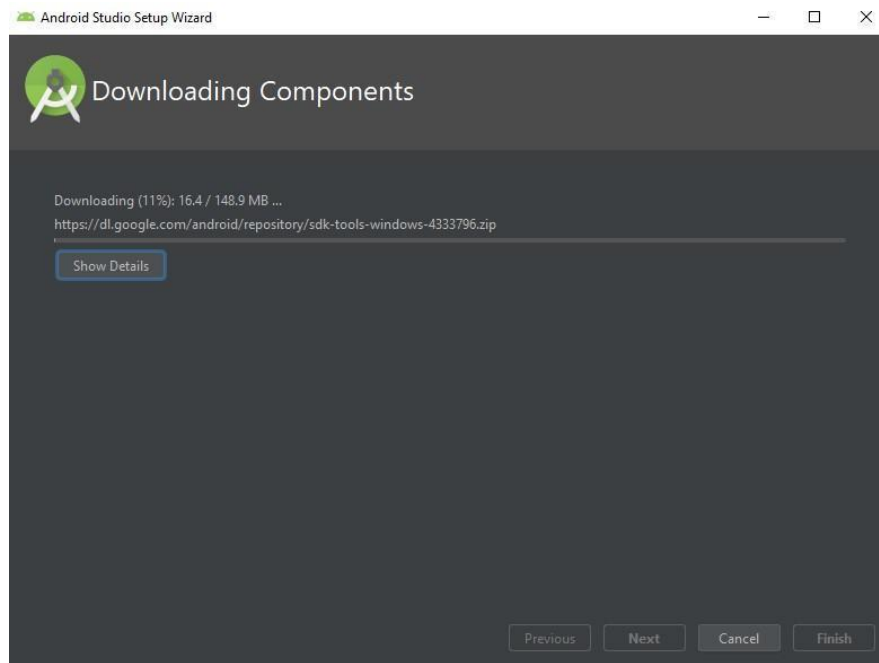 Android Studio Setup Wizard
Downloading Components
Downloading (11%): 16.4 / 148.9 MB ...
https://dl.google.com/android/repository/sdk-tools-windows-4333796.zip
Show Details
Previous Next Cancel Finish